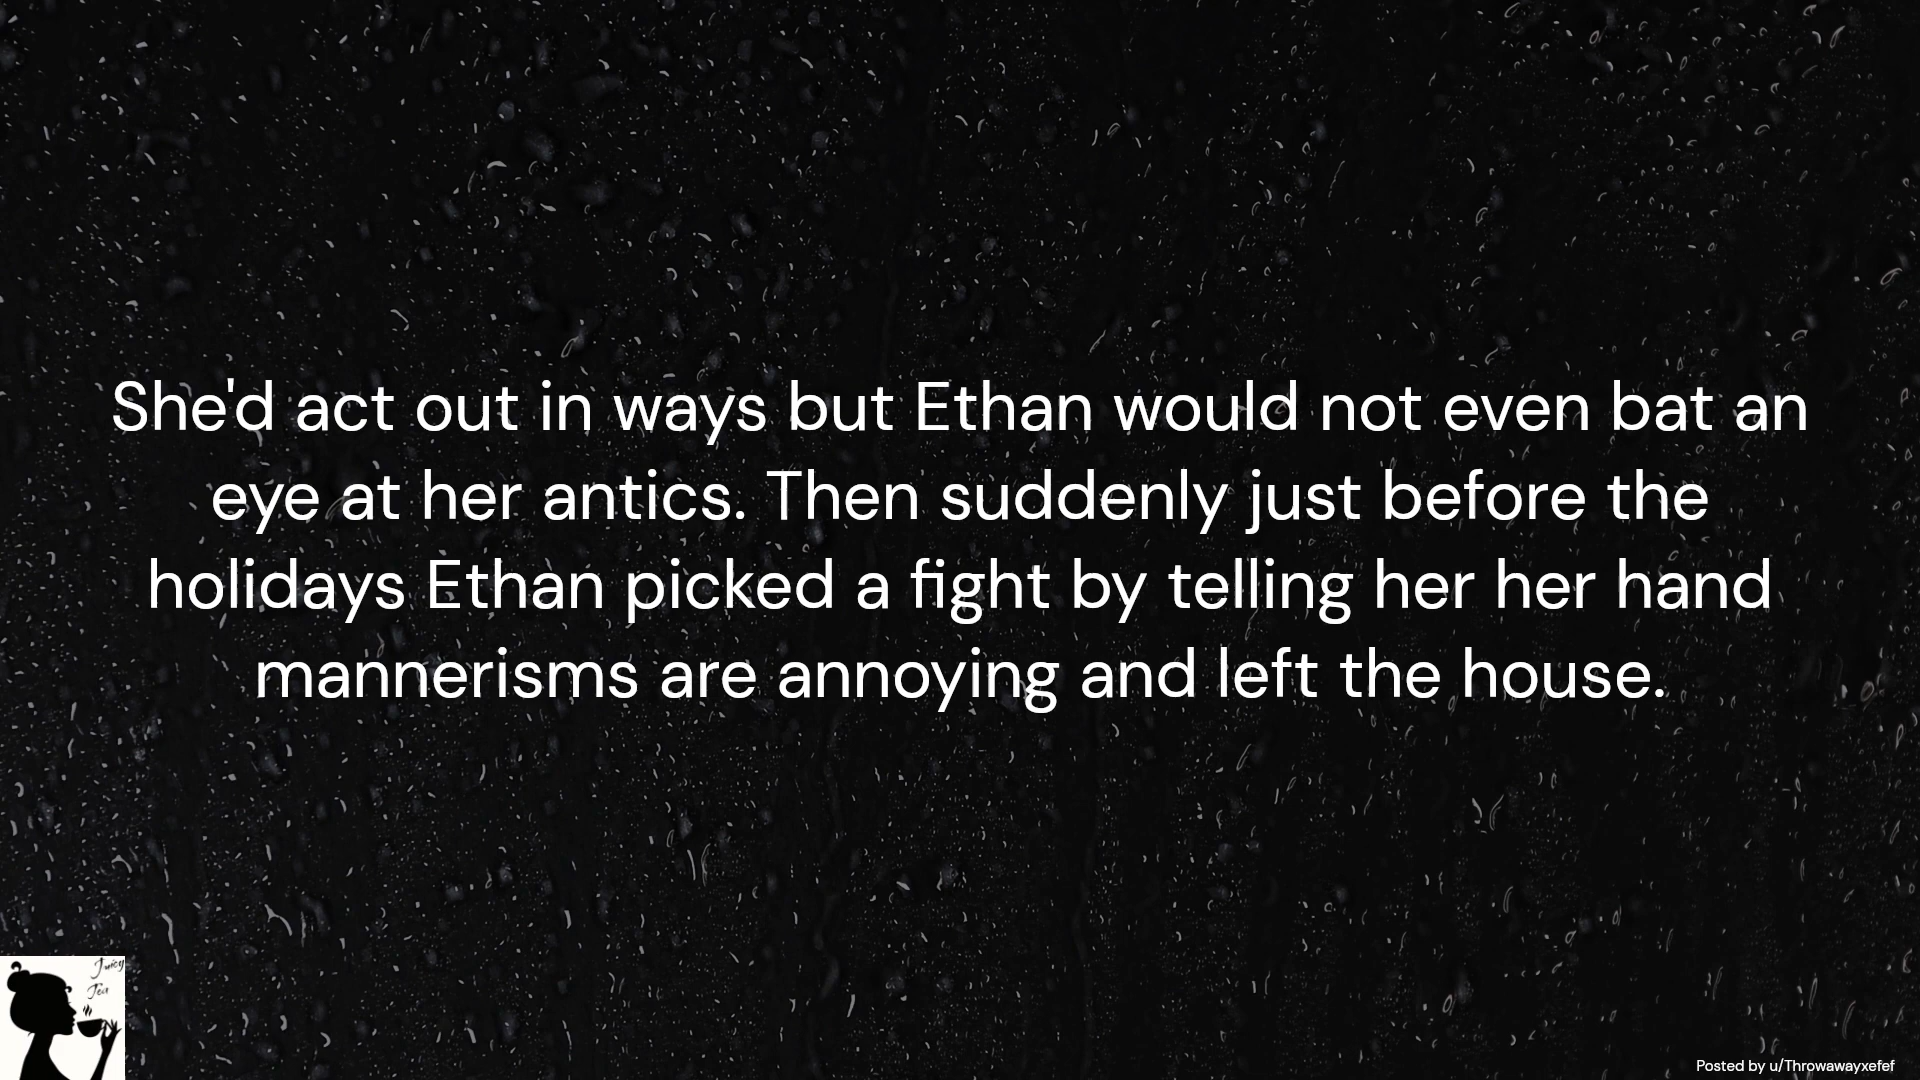 She'd act out in ways but Ethan would not even bat an
eye at her antics. Then suddenly just before the
holidays Ethan picked a fight by telling her her hand
mannerisms are annoying and left the house.
Juicy
Tea
Posted by u/Throwawayxefef